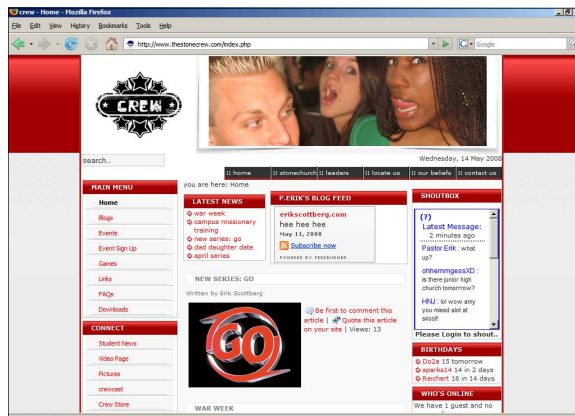 crew - Home - Mozilla Firefox
File Edit View History Bookmarks Tools Help
http://www.thestonecrew.com/index.php
Google
CREW
search...
Wednesday, 14 May 2008
:: home :: stonechurch :: leaders :: locate us :: our beliefs :: contact us
you are here: Home
MAIN MENU
Home
Blogs
Events
Event Sign Up
Games
Links
FAQs
Downloads
CONNECT
Student News
Video Page
Pictures
crewcast
Crew Store
LATEST NEWS
war week
campus missionary
training
new series: go
dad daughter date
april series
P.ERIK'S BLOG FEED
erikscottberg.com
hee hee hee
May 11, 2008
Subscribe now
POWERED BY FEEDBURNER
NEW SERIES: GO
Written by Erik Scottberg
GO
Be first to comment this
article | Quote this article
on your site | Views: 13
WAR WEEK
SHOUTBOX
(?)
Latest Message:
2 minutes ago
Pastor Erik : what
up?
ohhemmgessXD :
is there junior high
church tomorrrow?
HNJ : lol wow amy
you missd alot at
skool!
Please Login to shout..
BIRTHDAYS
Do2a 15 tomorrow
sparks14 14 in 2 days
Reichert 16 in 14 days
WHO'S ONLINE
We have 1 guest and no